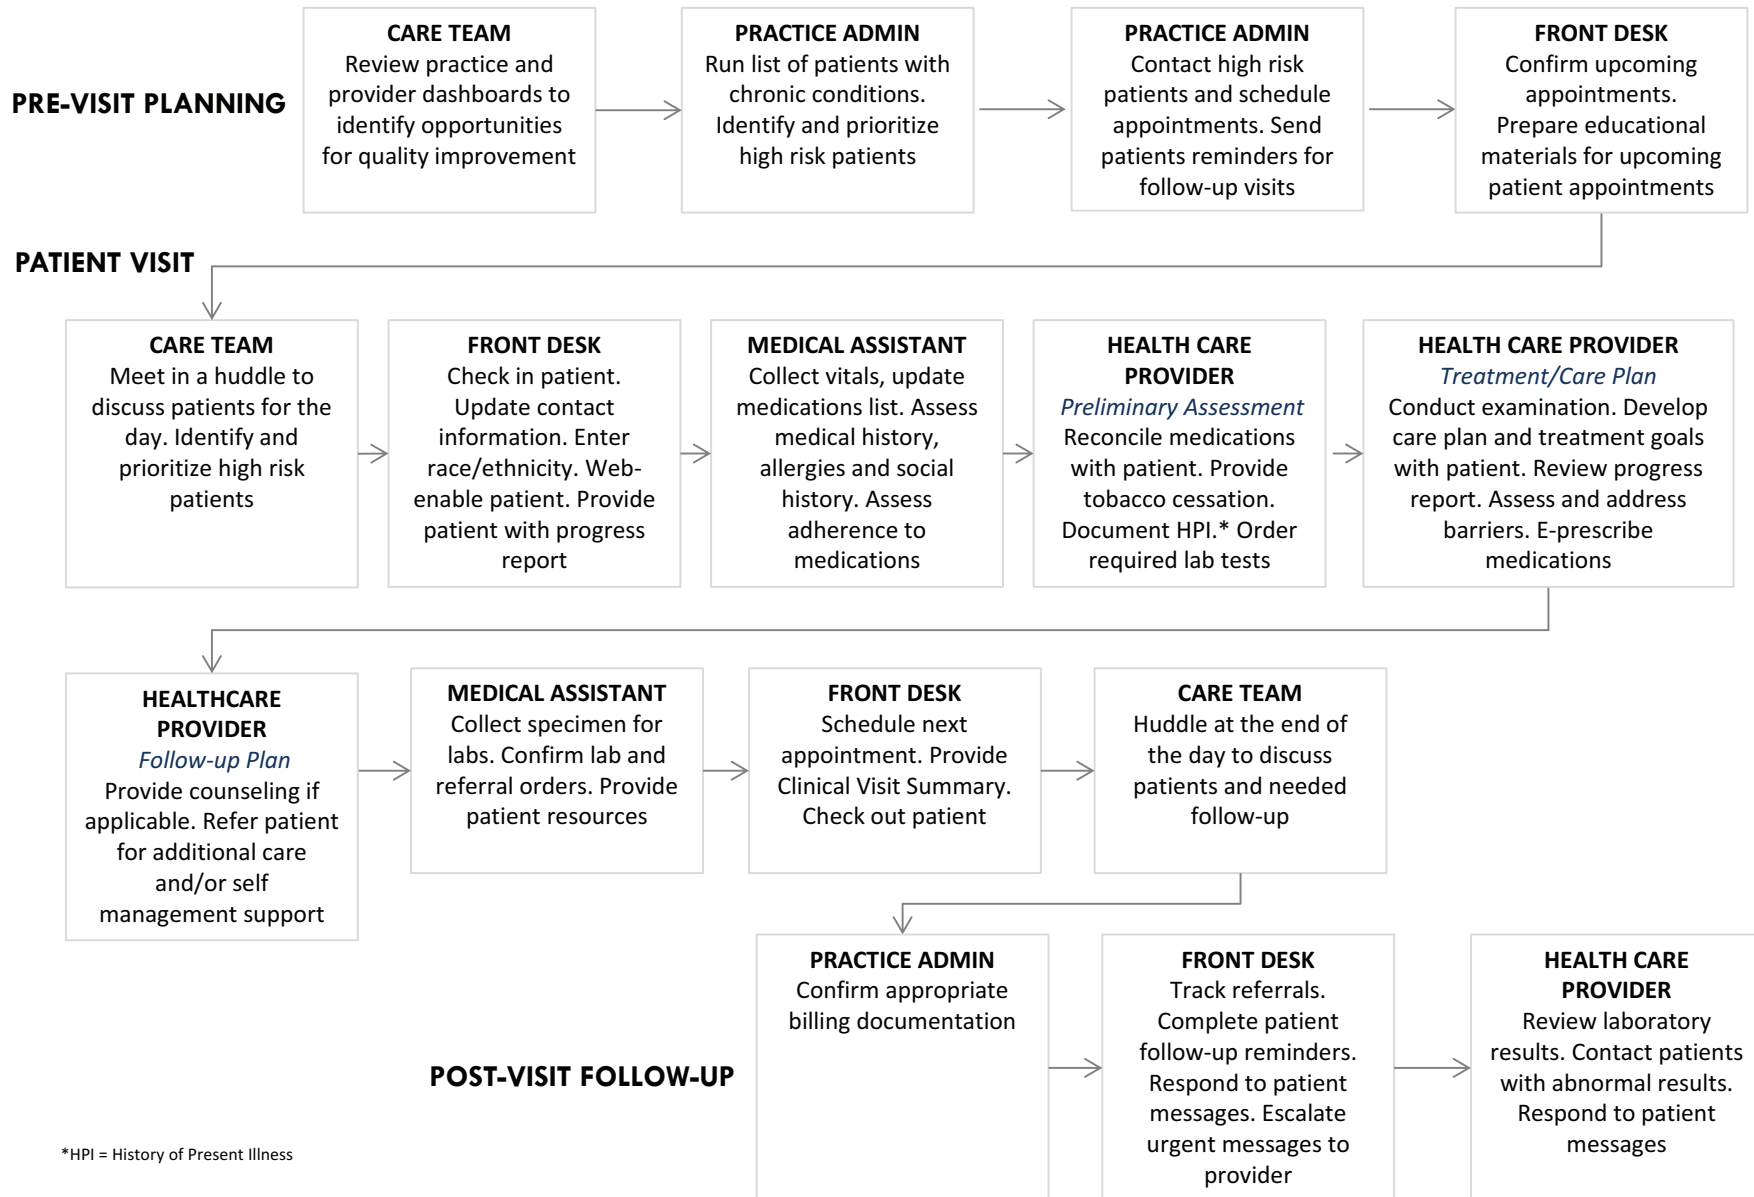 PRE-VISIT PLANNING
CARE TEAM
Review practice and
provider dashboards to
identify opportunities
for quality improvement
PRACTICE ADMIN
Run list of patients with
chronic conditions.
Identify and prioritize
high risk patients
PRACTICE ADMIN
Contact high risk
patients and schedule
appointments. Send
patients reminders for
follow-up visits
FRONT DESK
Confirm upcoming
appointments.
Prepare educational
materials for upcoming
patient appointments
PATIENT VISIT
CARE TEAM
Meet in a huddle to
discuss patients for the
day. Identify and
prioritize high risk
patients
FRONT DESK
Check in patient.
Update contact
information. Enter
race/ethnicity. Web-
enable patient. Provide
patient with progress
report
MEDICAL ASSISTANT
Collect vitals, update
medications list. Assess
medical history,
allergies and social
history. Assess
adherence to
medications
HEALTH CARE
PROVIDER
Preliminary Assessment
Reconcile medications
with patient. Provide
tobacco cessation.
Document HPI.* Order
required lab tests
HEALTH CARE PROVIDER
Treatment/Care Plan
Conduct examination. Develop
care plan and treatment goals
with patient. Review progress
report. Assess and address
barriers. E-prescribe
medications
HEALTHCARE
PROVIDER
Follow-up Plan
Provide counseling if
applicable. Refer patient
for additional care
and/or self
management support
MEDICAL ASSISTANT
Collect specimen for
labs. Confirm lab and
referral orders. Provide
patient resources
FRONT DESK
Schedule next
appointment. Provide
Clinical Visit Summary.
Check out patient
CARE TEAM
Huddle at the end of
the day to discuss
patients and needed
follow-up
POST-VISIT FOLLOW-UP
PRACTICE ADMIN
Confirm appropriate
billing documentation
FRONT DESK
Track referrals.
Complete patient
follow-up reminders.
Respond to patient
messages. Escalate
urgent messages to
provider
HEALTH CARE
PROVIDER
Review laboratory
results. Contact patients
with abnormal results.
Respond to patient
messages
*HPI = History of Present Illness